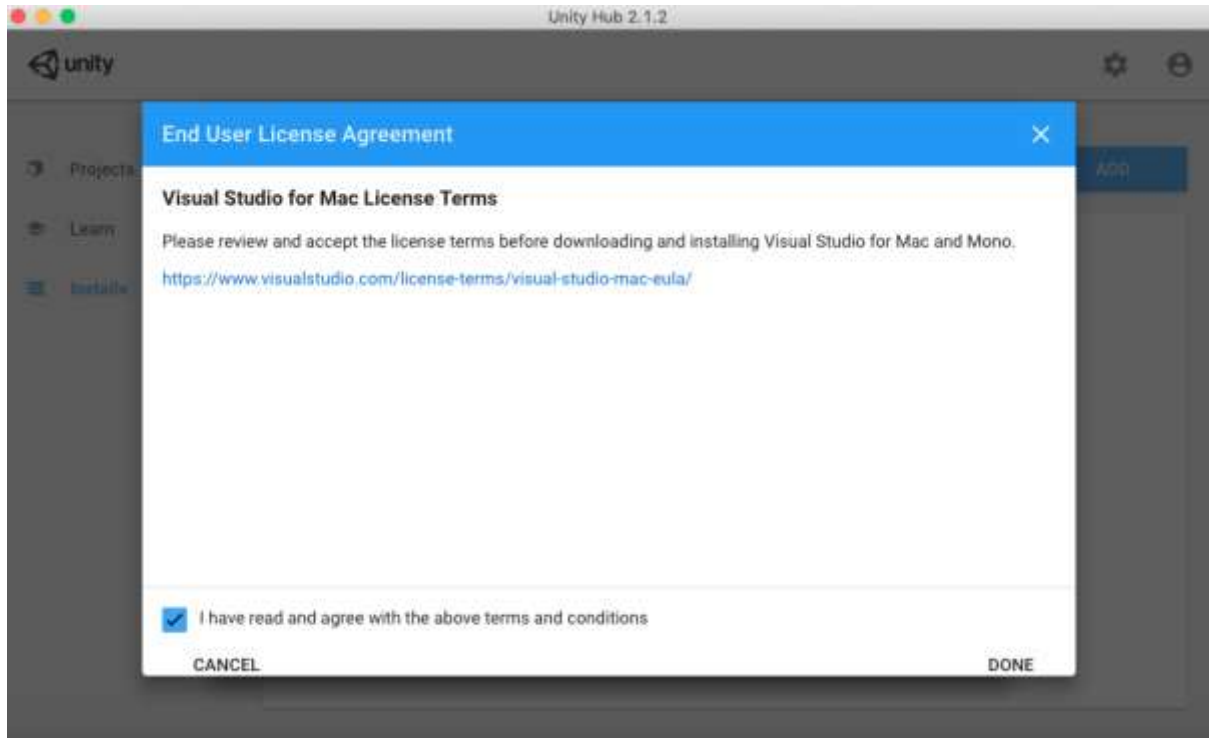 Unity Hub 2.1.2
unity
End User License Agreement
Projects
ADD
Visual Studio for Mac License Terms
Learn
Please review and accept the license terms before downloading and installing Visual Studio for Mac and Mono.
https://www.visualstudio.com/license-terms/visual-studio-mac-eula/
Installs
I have read and agree with the above terms and conditions
CANCEL
DONE